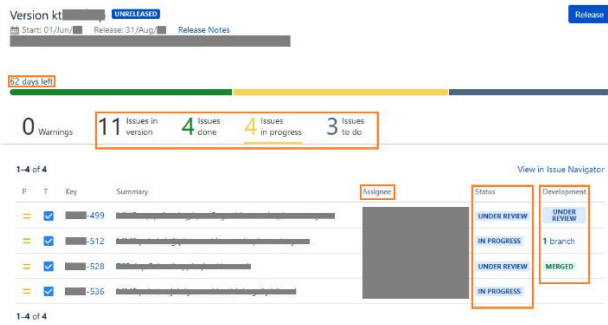 Version kt
UNRELEASED
Release
Start: 01/Jun/ Release: 31/Aug/ Release Notes
62 days left
0 Warnings 11 Issues in version 4 Issues done 4 Issues in progress 3 Issues to do
1–4 of 4 View in Issue Navigator
P T Key Summary Assignee Status Development
-499 UNDER REVIEW UNDER REVIEW
-512 IN PROGRESS 1 branch
-528 UNDER REVIEW MERGED
-536 IN PROGRESS
1–4 of 4